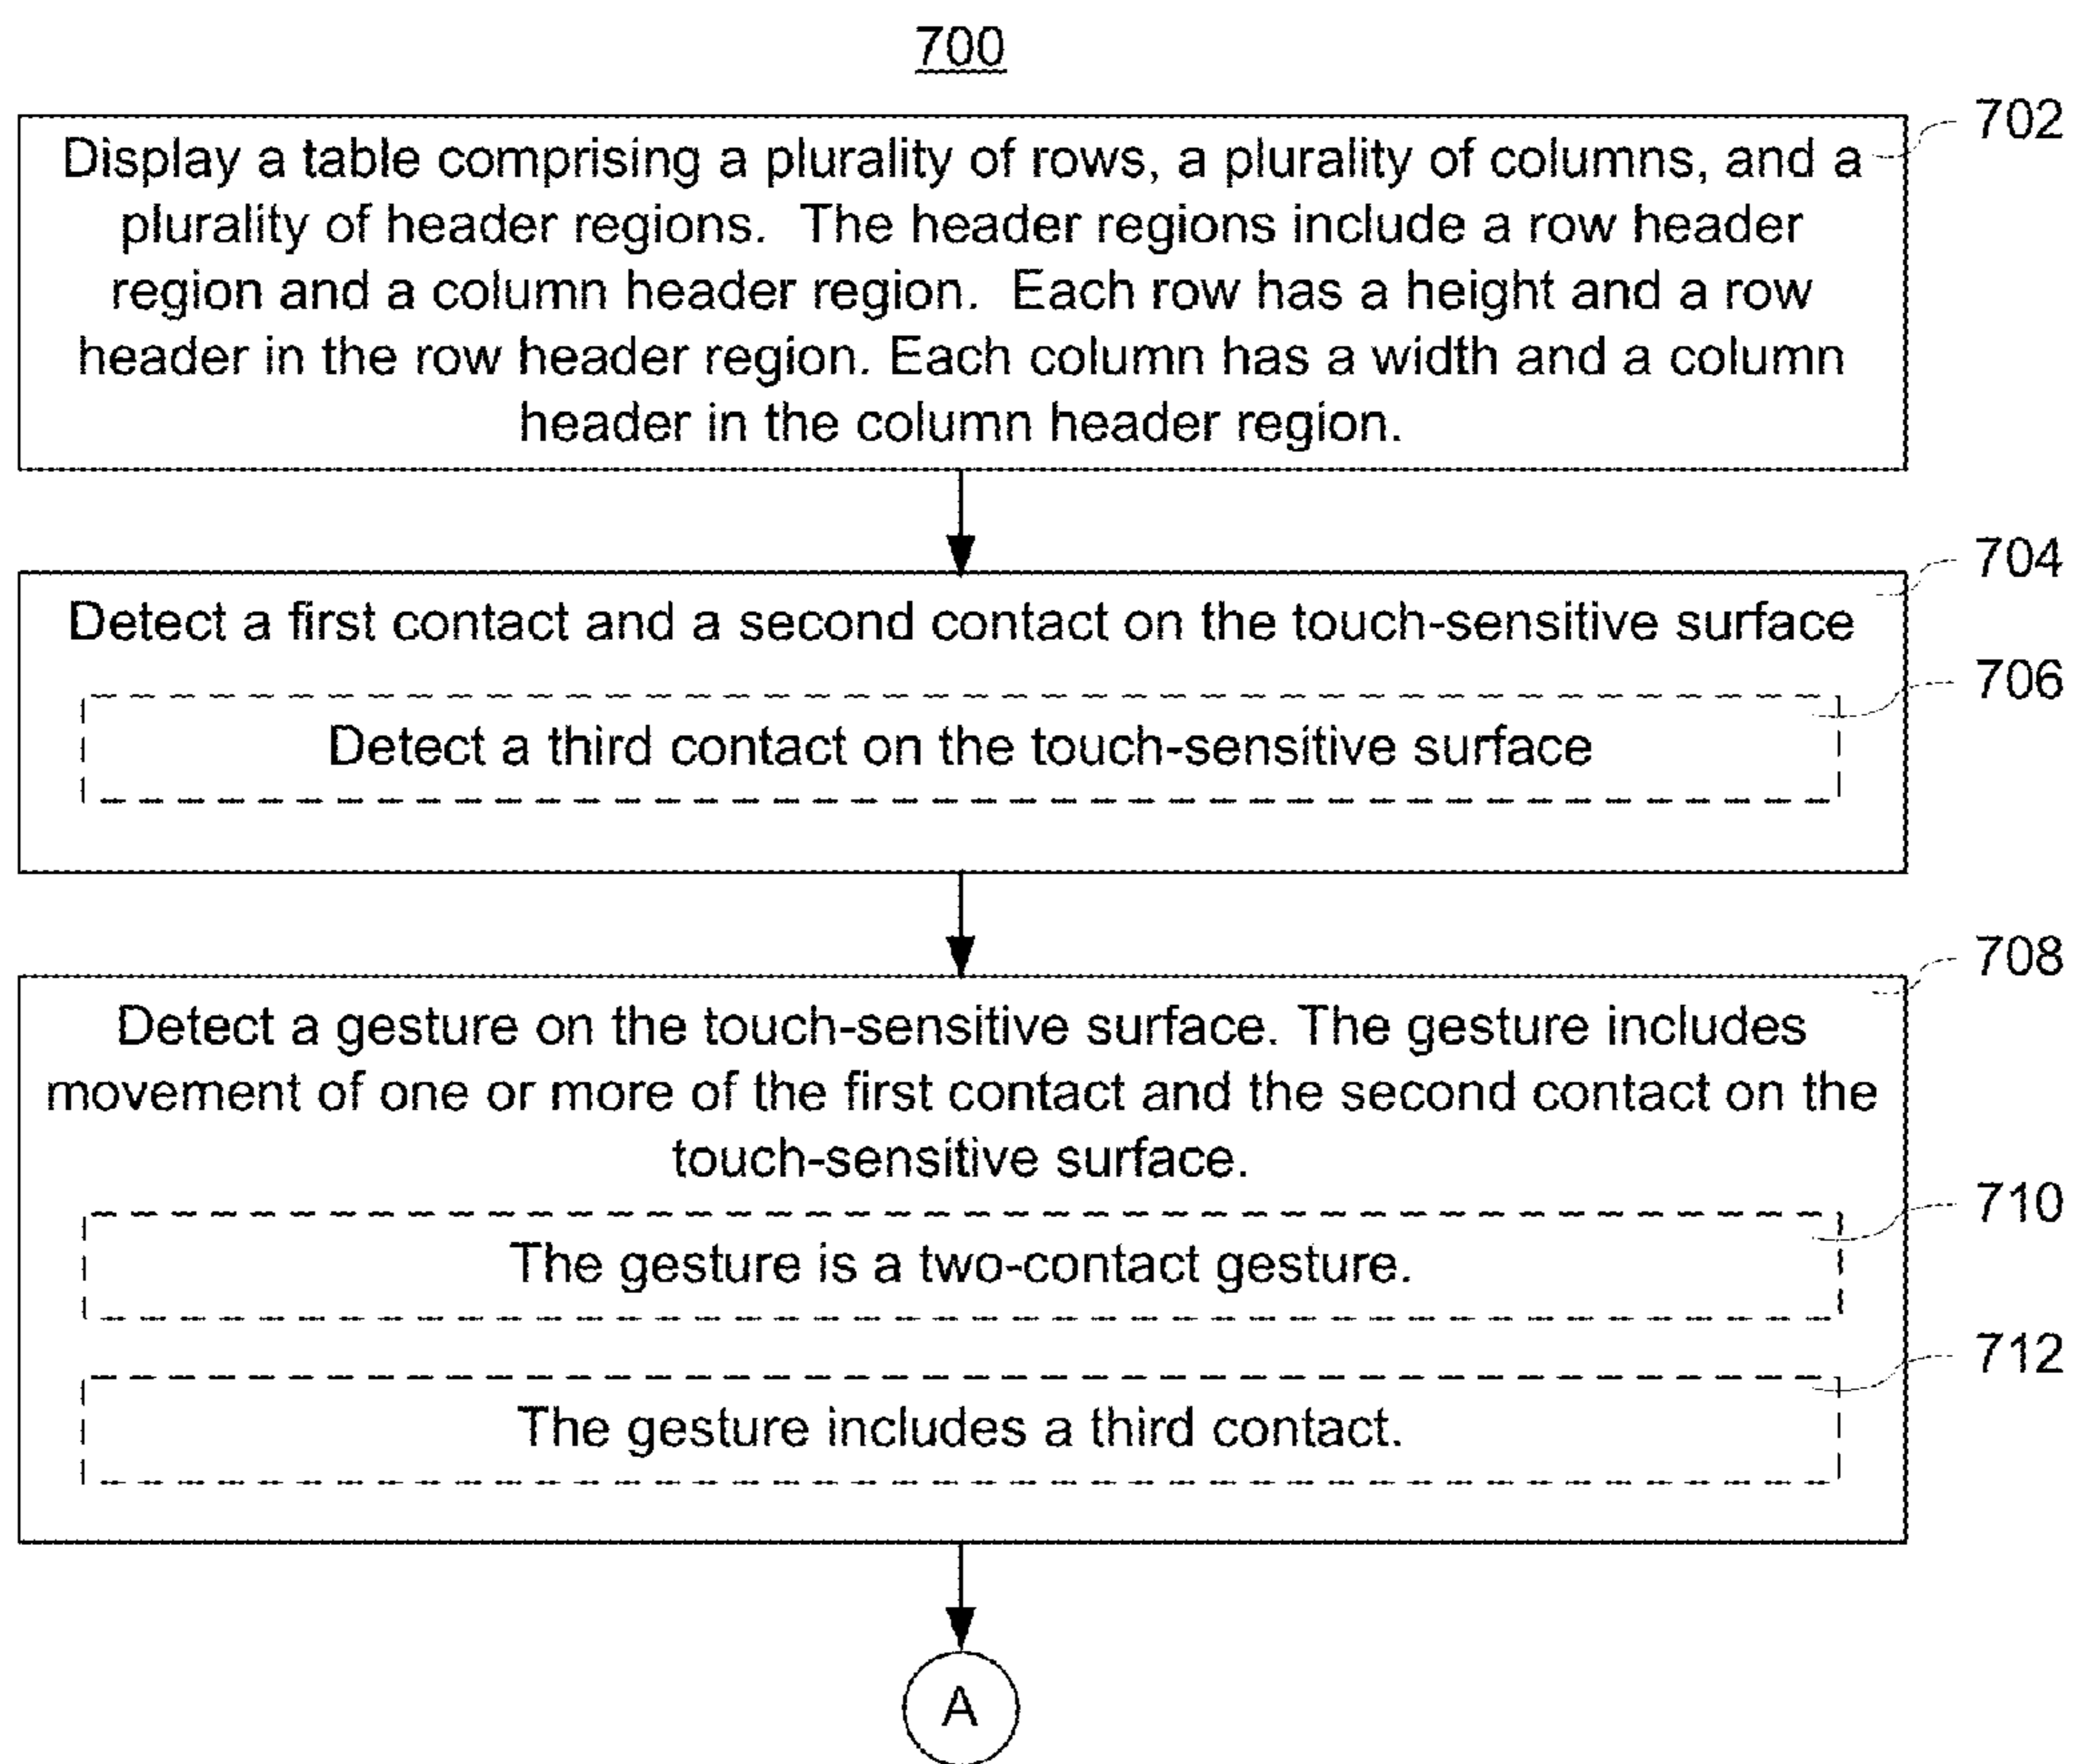 700
702
Display a table comprising a plurality of rows, a plurality of columns, and a
plurality of header regions.  The header regions include a row header
region and a column header region.  Each row has a height and a row
header in the row header region. Each column has a width and a column
header in the column header region.
704
Detect a first contact and a second contact on the touch-sensitive surface
706
Detect a third contact on the touch-sensitive surface
708
Detect a gesture on the touch-sensitive surface. The gesture includes
movement of one or more of the first contact and the second contact on the
touch-sensitive surface.
710
The gesture is a two-contact gesture.
712
The gesture includes a third contact.
A